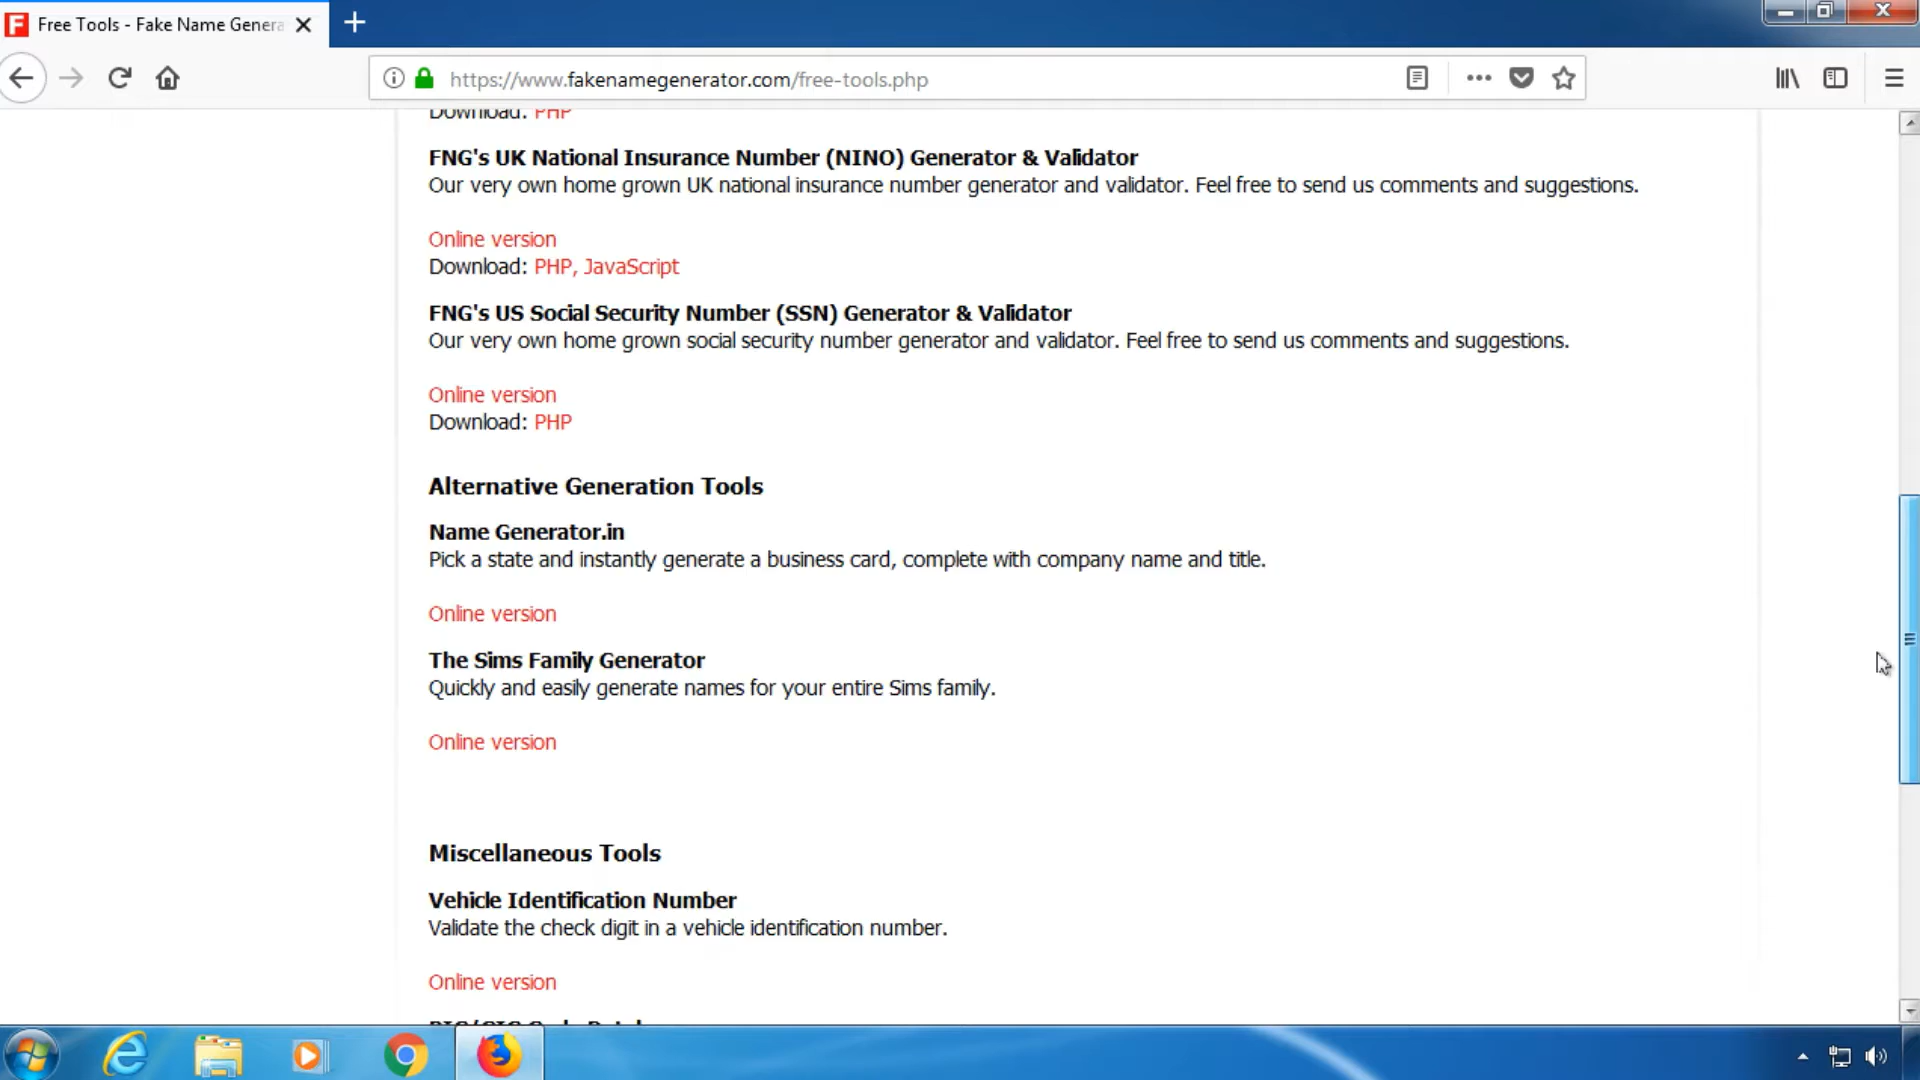 Free Tools - Fake Name Genera
https://www.fakenamegenerator.com/free-tools.php
Download: PHP
FNG's UK National Insurance Number (NINO) Generator & Validator
Our very own home grown UK national insurance number generator and validator. Feel free to send us comments and suggestions.
Online version
Download: PHP, JavaScript
FNG's US Social Security Number (SSN) Generator & Validator
Our very own home grown social security number generator and validator. Feel free to send us comments and suggestions.
Online version
Download: PHP
Alternative Generation Tools
Name Generator.in
Pick a state and instantly generate a business card, complete with company name and title.
Online version
The Sims Family Generator
Quickly and easily generate names for your entire Sims family.
Online version
Miscellaneous Tools
Vehicle Identification Number
Validate the check digit in a vehicle identification number.
Online version